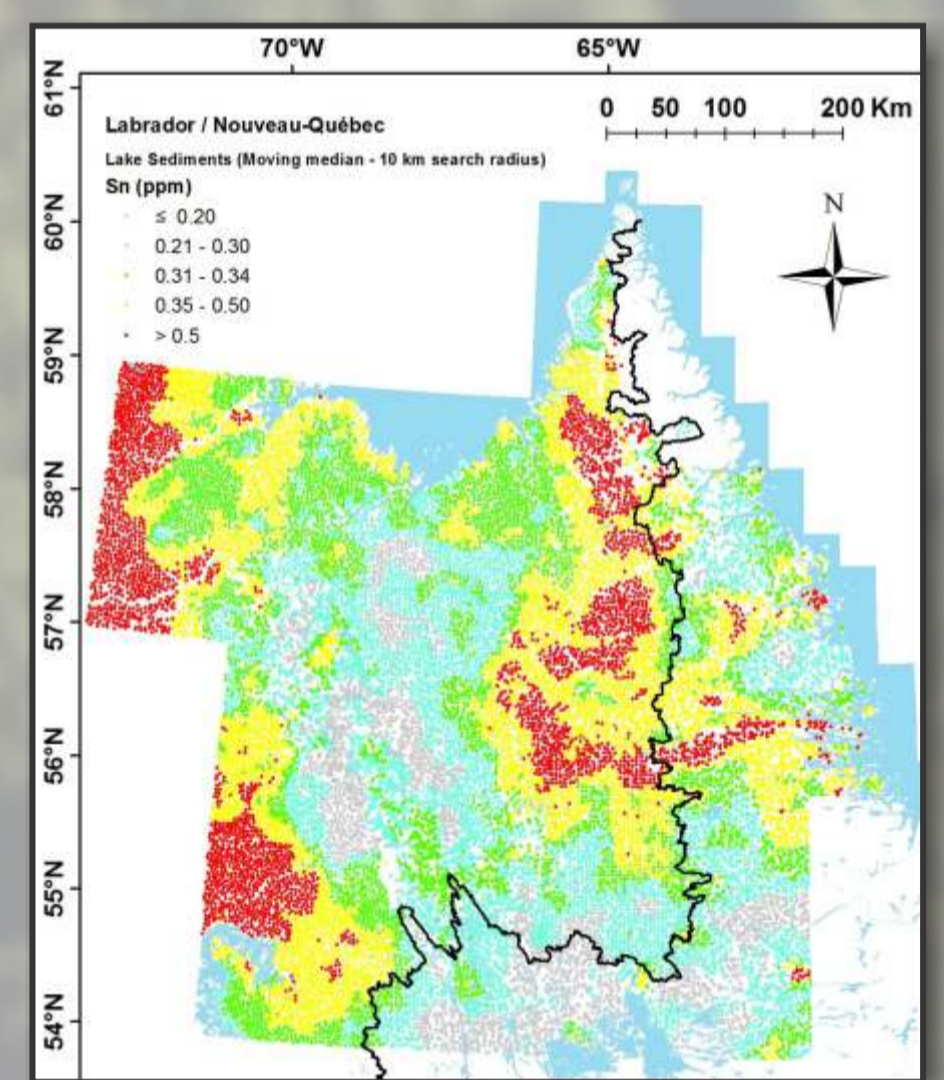 70°W 65°W
61°N
0 50 100 200 Km
Labrador / Nouveau-Québec
Lake Sediments (Moving median - 10 km search radius)
Sn (ppm)
≤ 0.20
0.21 - 0.30
0.31 - 0.34
0.35 - 0.50
> 0.5
N
60°N
59°N
58°N
57°N
56°N
55°N
54°N